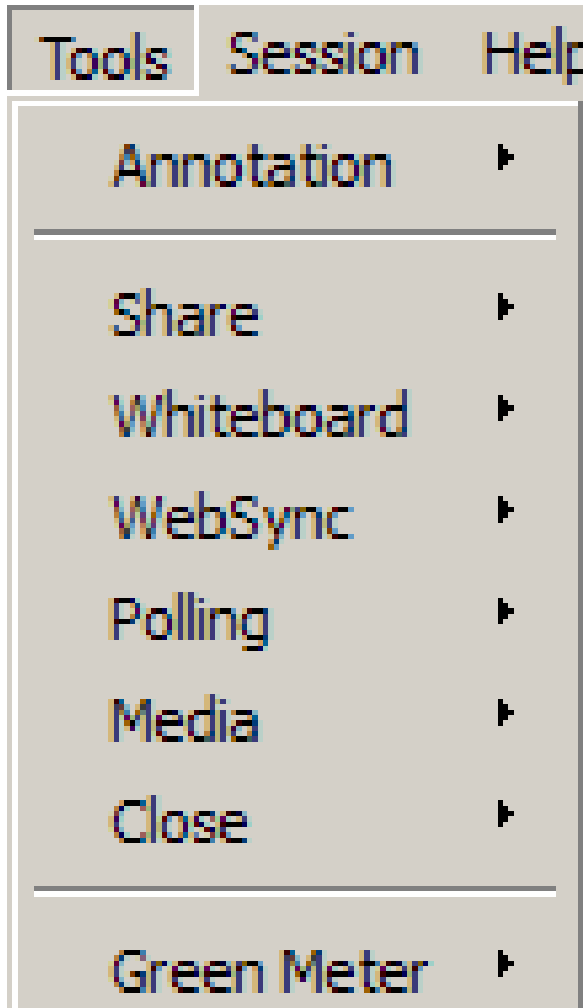 Tools Session Help
Annotation
Share
Whiteboard
WebSync
Polling
Media
Close
Green Meter